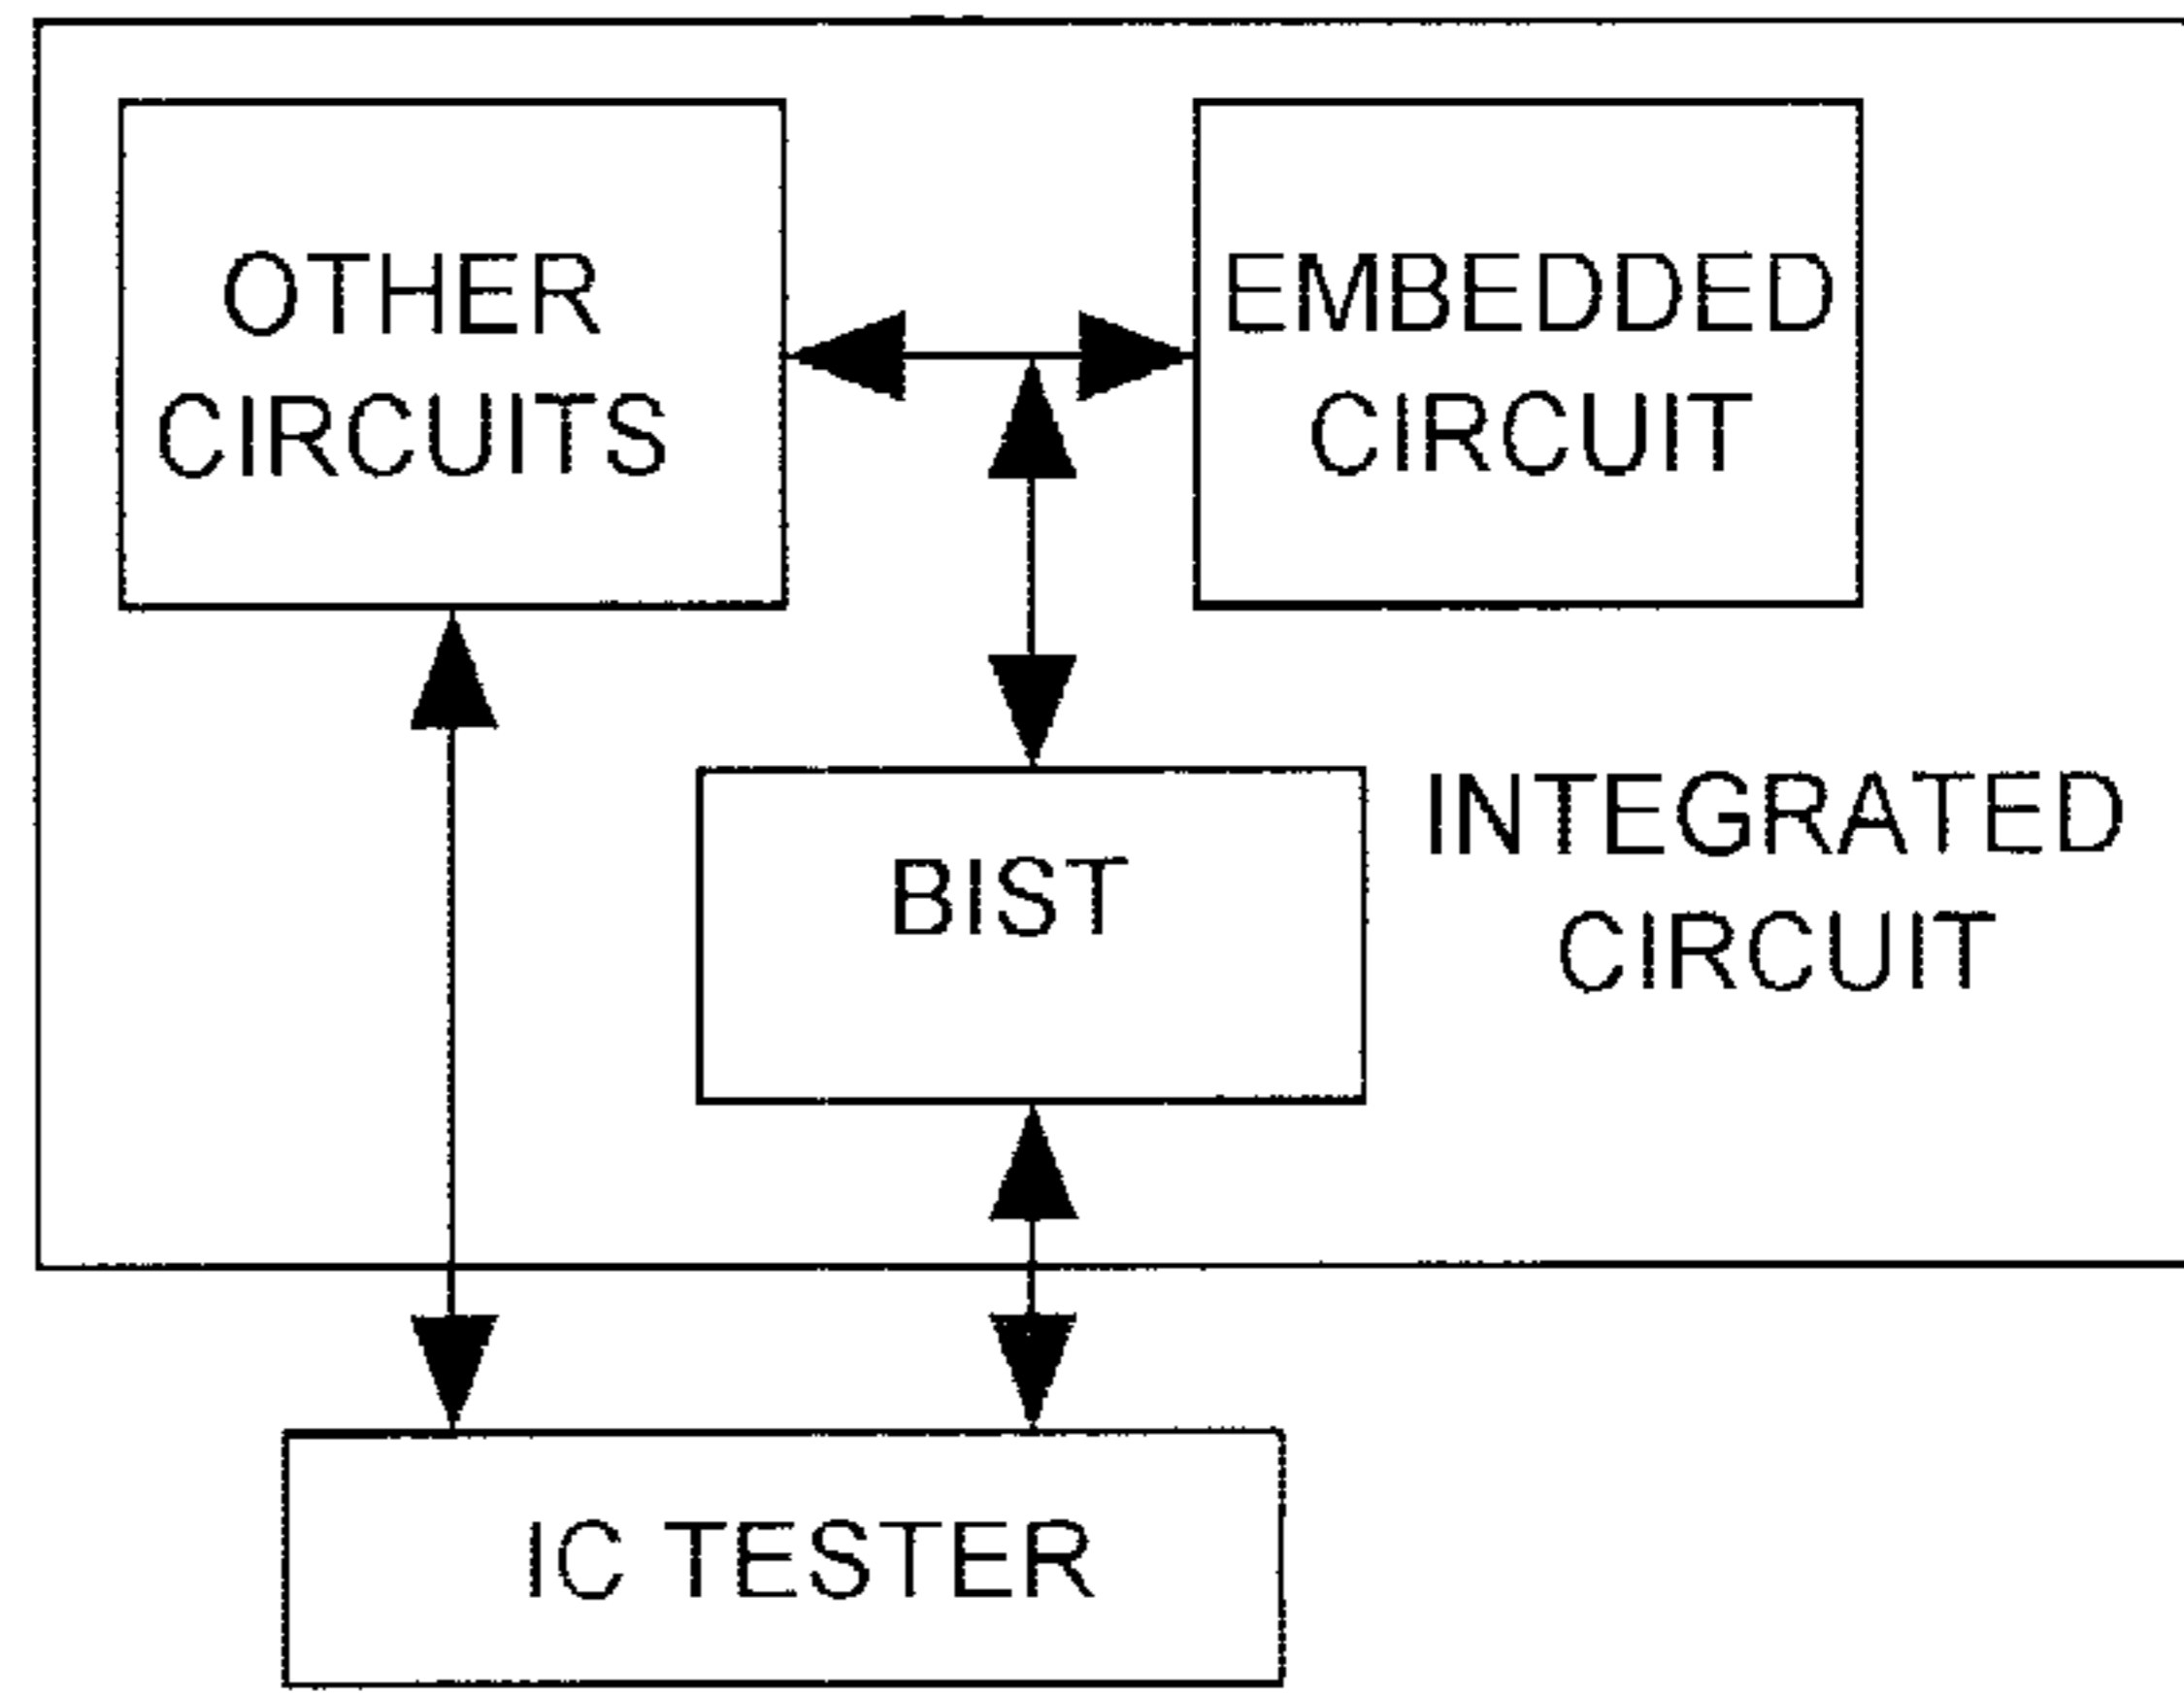 OTHER
CIRCUITS
EMBEDDED
CIRCUIT
BIST
INTEGRATED
CIRCUIT
IC TESTER